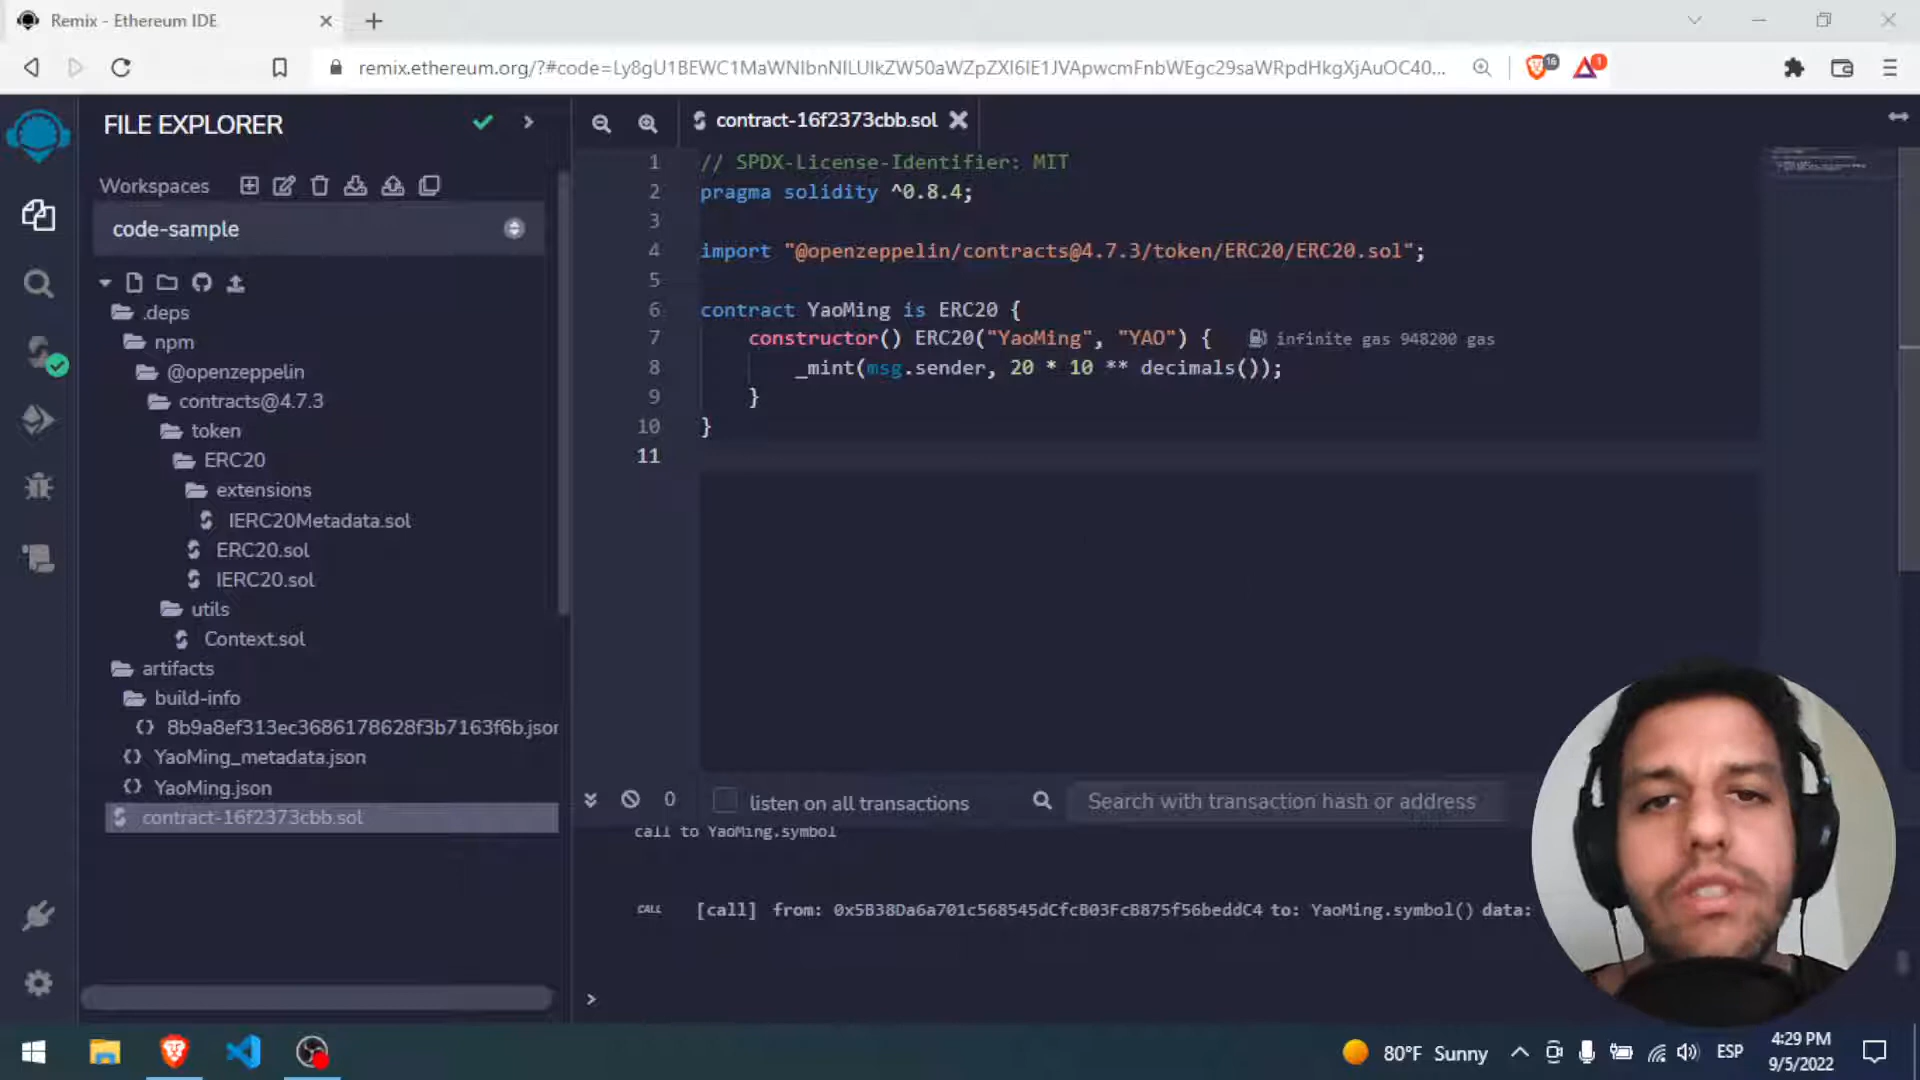 Remix - Ethereum IDE
remix.ethereum.org/?#code=Ly8gU1BEWC1MaWNlbnNlLUlkZW50aWZpZXI6IE1JVApwcmFnbWEgc29saWRpdHkgXjAuOC40...
16
1
FILE EXPLORER
Workspaces
code-sample
.deps
npm
@openzeppelin
contracts@4.7.3
token
ERC20
extensions
IERC20Metadata.sol
ERC20.sol
IERC20.sol
utils
Context.sol
artifacts
build-info
8b9a8ef313ec3686178628f3b7163f6b.json
YaoMing_metadata.json
YaoMing.json
contract-16f2373cbb.sol
contract-16f2373cbb.sol
1 // SPDX-License-Identifier: MIT
2 pragma solidity ^0.8.4;
3
4 import "@openzeppelin/contracts@4.7.3/token/ERC20/ERC20.sol";
5
6 contract YaoMing is ERC20 {
7 constructor() ERC20("YaoMing", "YAO") { infinite gas 948200 gas
8 _mint(msg.sender, 20 * 10 ** decimals());
9 }
10 }
11
0 listen on all transactions Search with transaction hash or address
call to YaoMing.symbol
CALL [call] from: 0x5B38Da6a701c568545dCfcB03FcB875f56beddC4 to: YaoMing.symbol() data:
>
80°F Sunny ESP 4:29 PM
9/5/2022